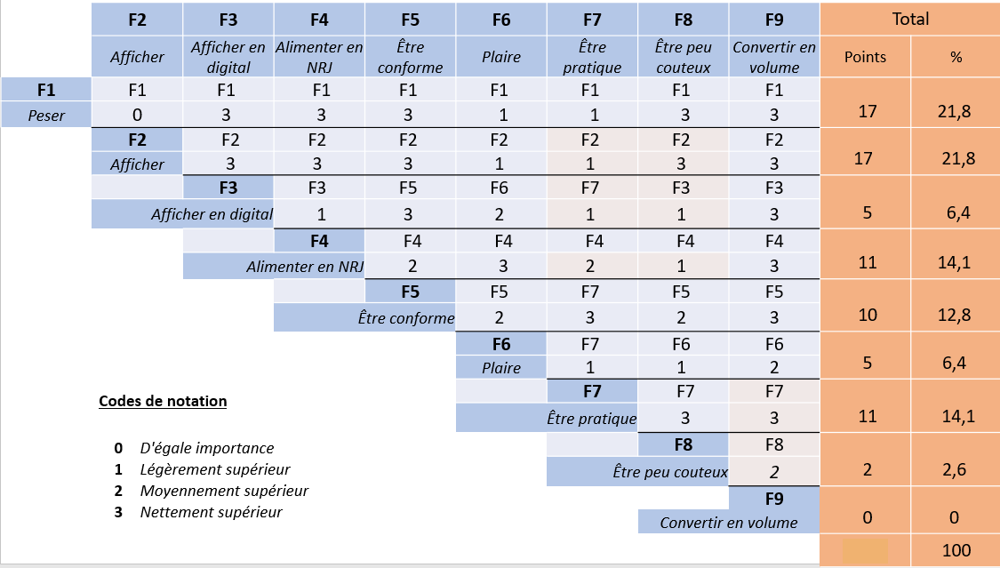 F2 F3 F4 F5 F6 F7 F8 F9 Total
Afficher Afficher en digital Alimenter en NRJ Être conforme Plaire Être pratique Être peu couteux Convertir en volume Points %
F1 F1 F1 F1 F1 F1 F1 F1 F1
Peser 0 3 3 3 1 1 3 3 17 21,8
F2 F2 F2 F2 F2 F2 F2 F2
Afficher 3 3 3 1 1 3 3 17 21,8
F3 F3 F5 F6 F7 F3 F3
Afficher en digital 1 3 2 1 1 3 5 6,4
F4 F4 F4 F4 F4 F4
Alimenter en NRJ 2 3 2 1 3 11 14,1
F5 F5 F7 F5 F5
Être conforme 2 3 2 3 10 12,8
F6 F7 F6 F6
Plaire 1 1 2 5 6,4
F7 F7 F7
Être pratique 3 3 11 14,1
F8 F8
Être peu couteux 2 2 2,6
F9
Convertir en volume 0 0
100
Codes de notation
0 D'égale importance
1 Légèrement supérieur
2 Moyennement supérieur
3 Nettement supérieur